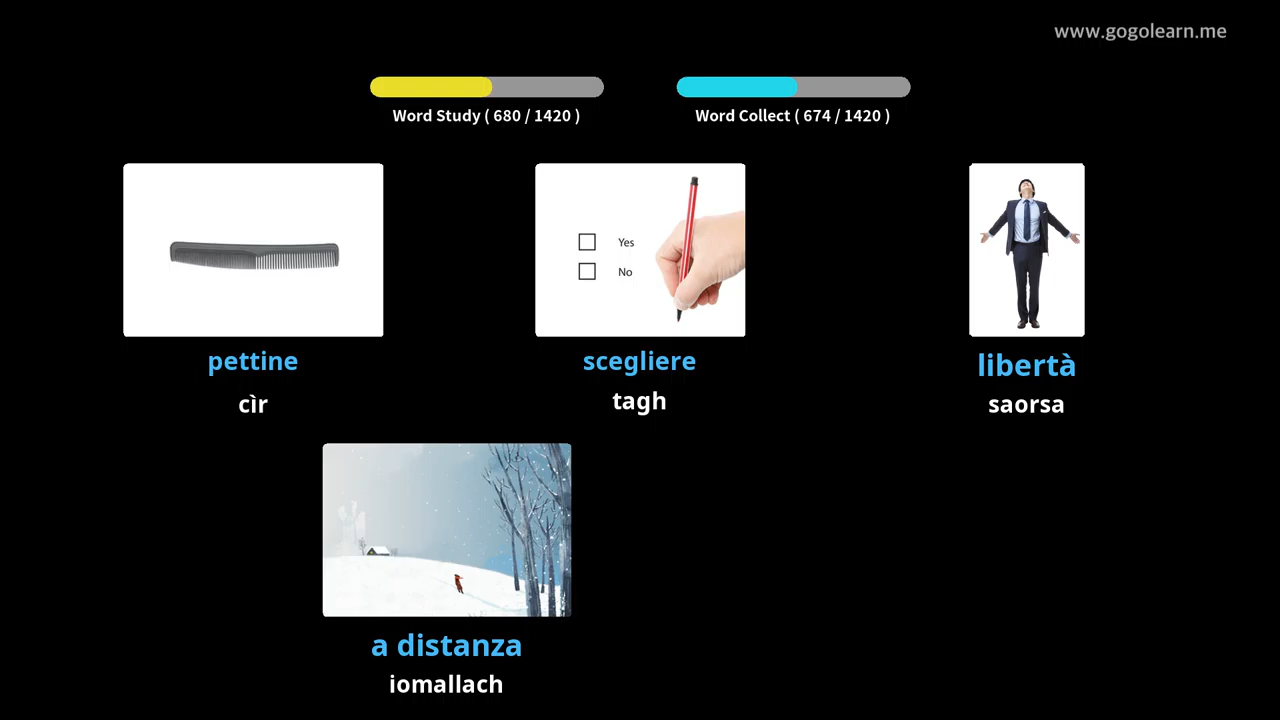 www.gogolearn.me
Word Study ( 680 / 1420 )
Word Collect ( 674 / 1420 )
Yes
No
pettine
scegliere
libertà
cìr
tagh
saorsa
a distanza
iomallach